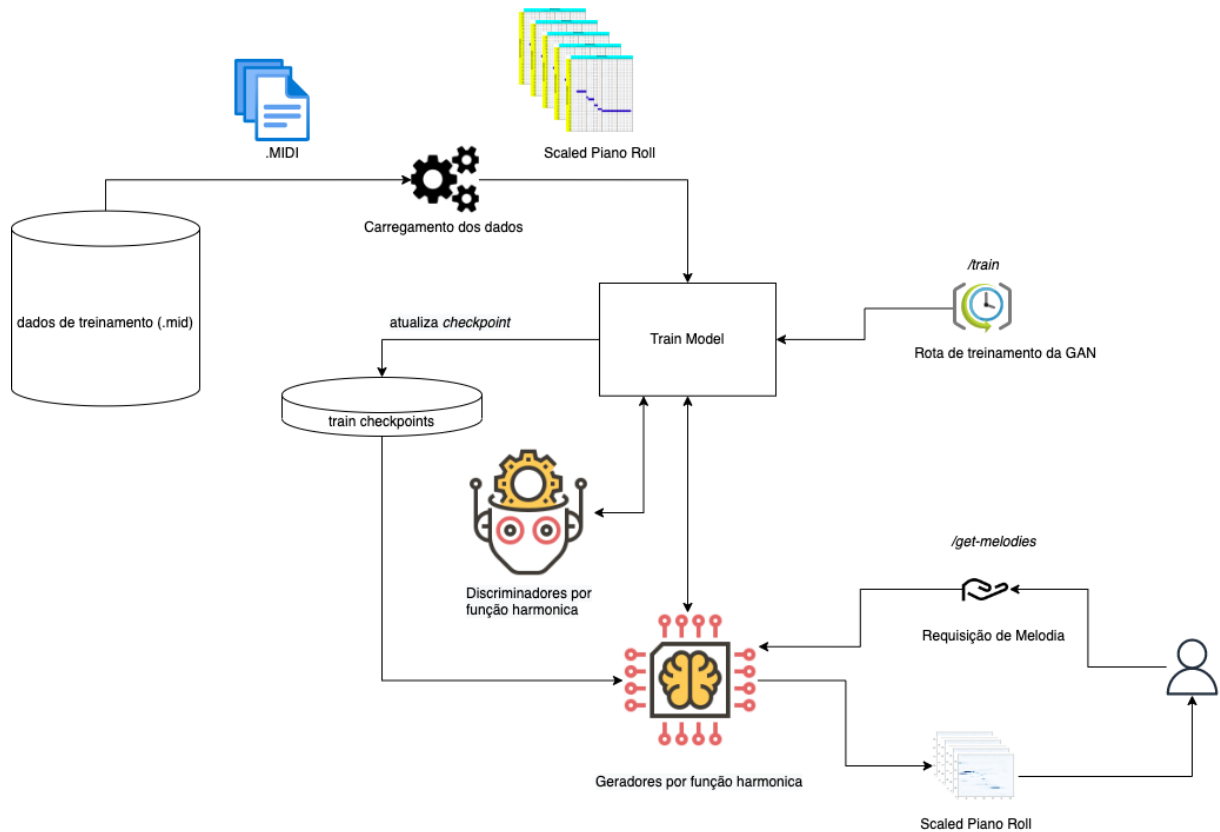 .MIDI
Scaled Piano Roll
Carregamento dos dados
dados de treinamento (.mid)
/train
Train Model
atualiza checkpoint
Rota de treinamento da GAN
train checkpoints
/get-melodies
Discriminadores por
função harmonica
Requisição de Melodia
Geradores por função harmonica
Scaled Piano Roll